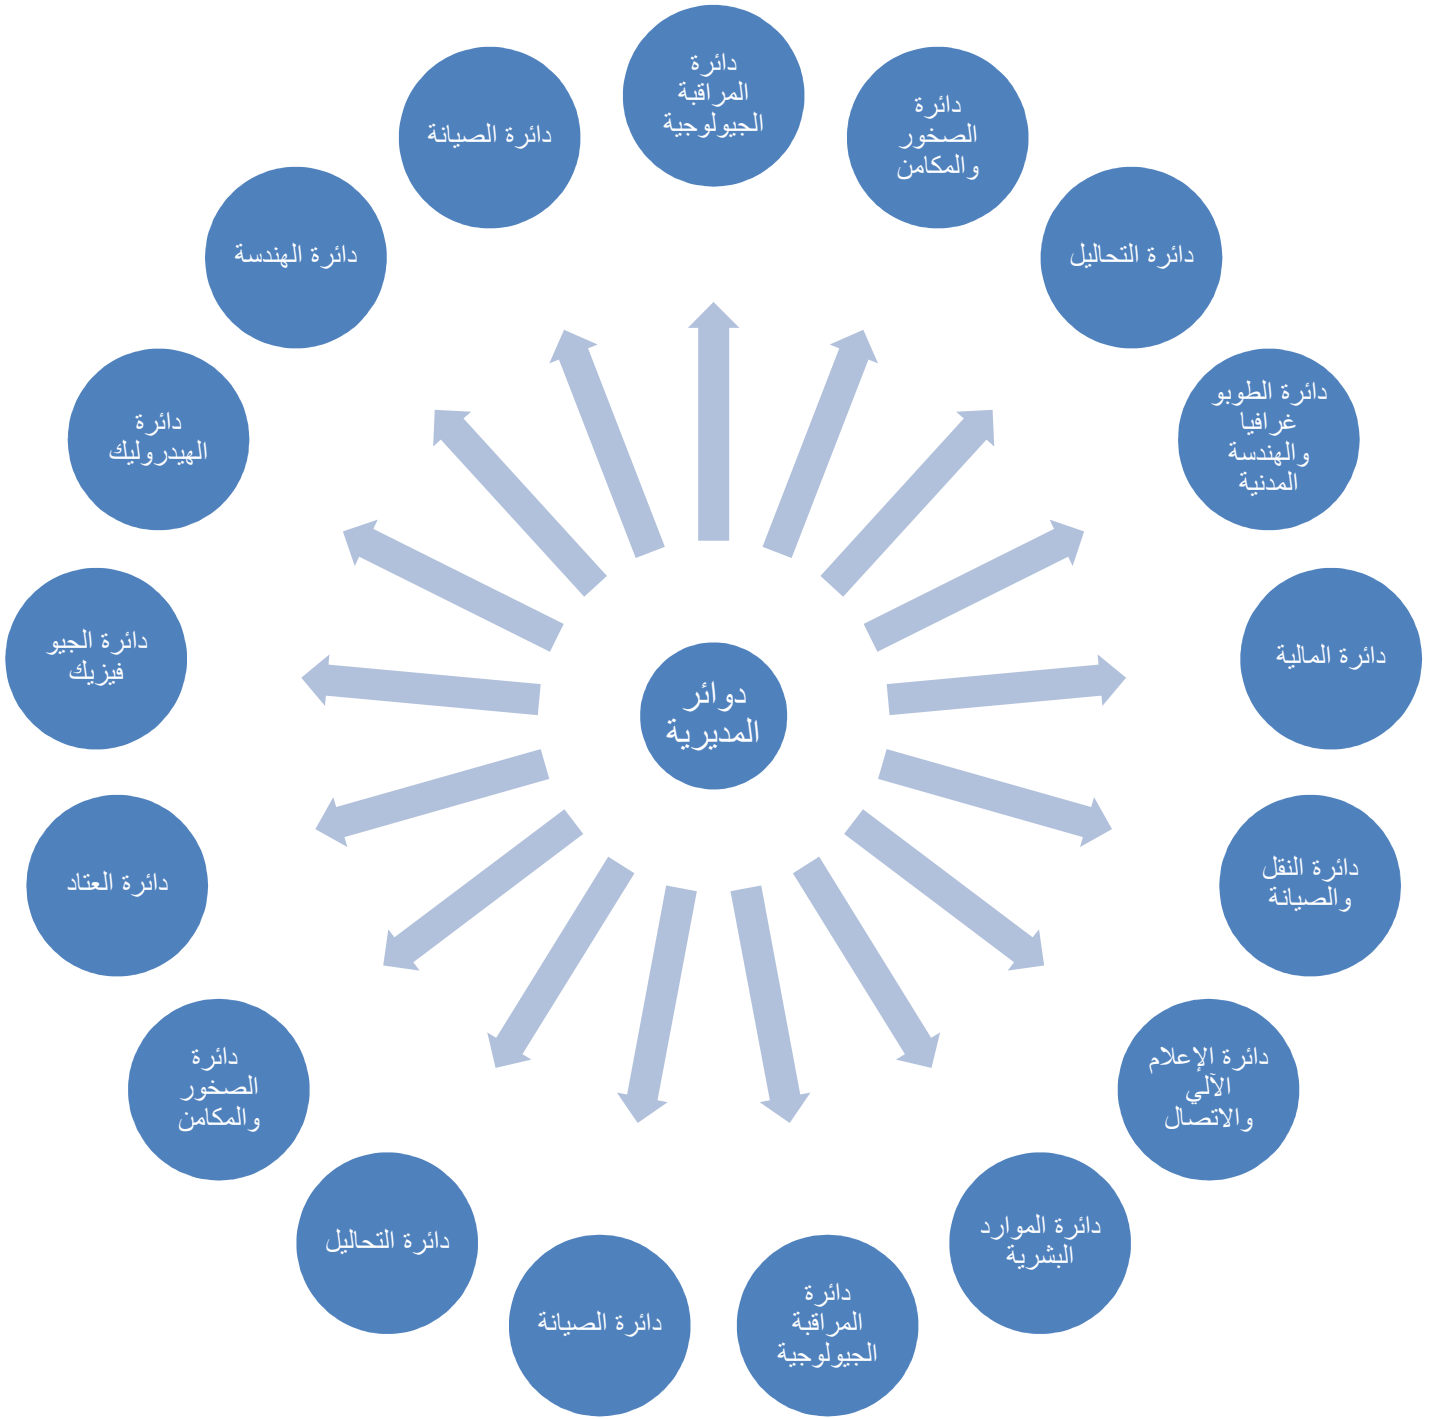 دوائر
المديرية
دائرة
المراقبة
الجيولوجية
دائرة
الصخور
والمكامن
دائرة التحاليل
دائرة الطوبو
غرافيا
والهندسة
المدنية
دائرة المالية
دائرة النقل
والصيانة
دائرة الإعلام
الآلي
والاتصال
دائرة الموارد
البشرية
دائرة
المراقبة
الجيولوجية
دائرة الصيانة
دائرة التحاليل
دائرة
الصخور
والمكامن
دائرة العتاد
دائرة الجيو
فيزيك
دائرة
الهيدروليك
دائرة الهندسة
دائرة الصيانة